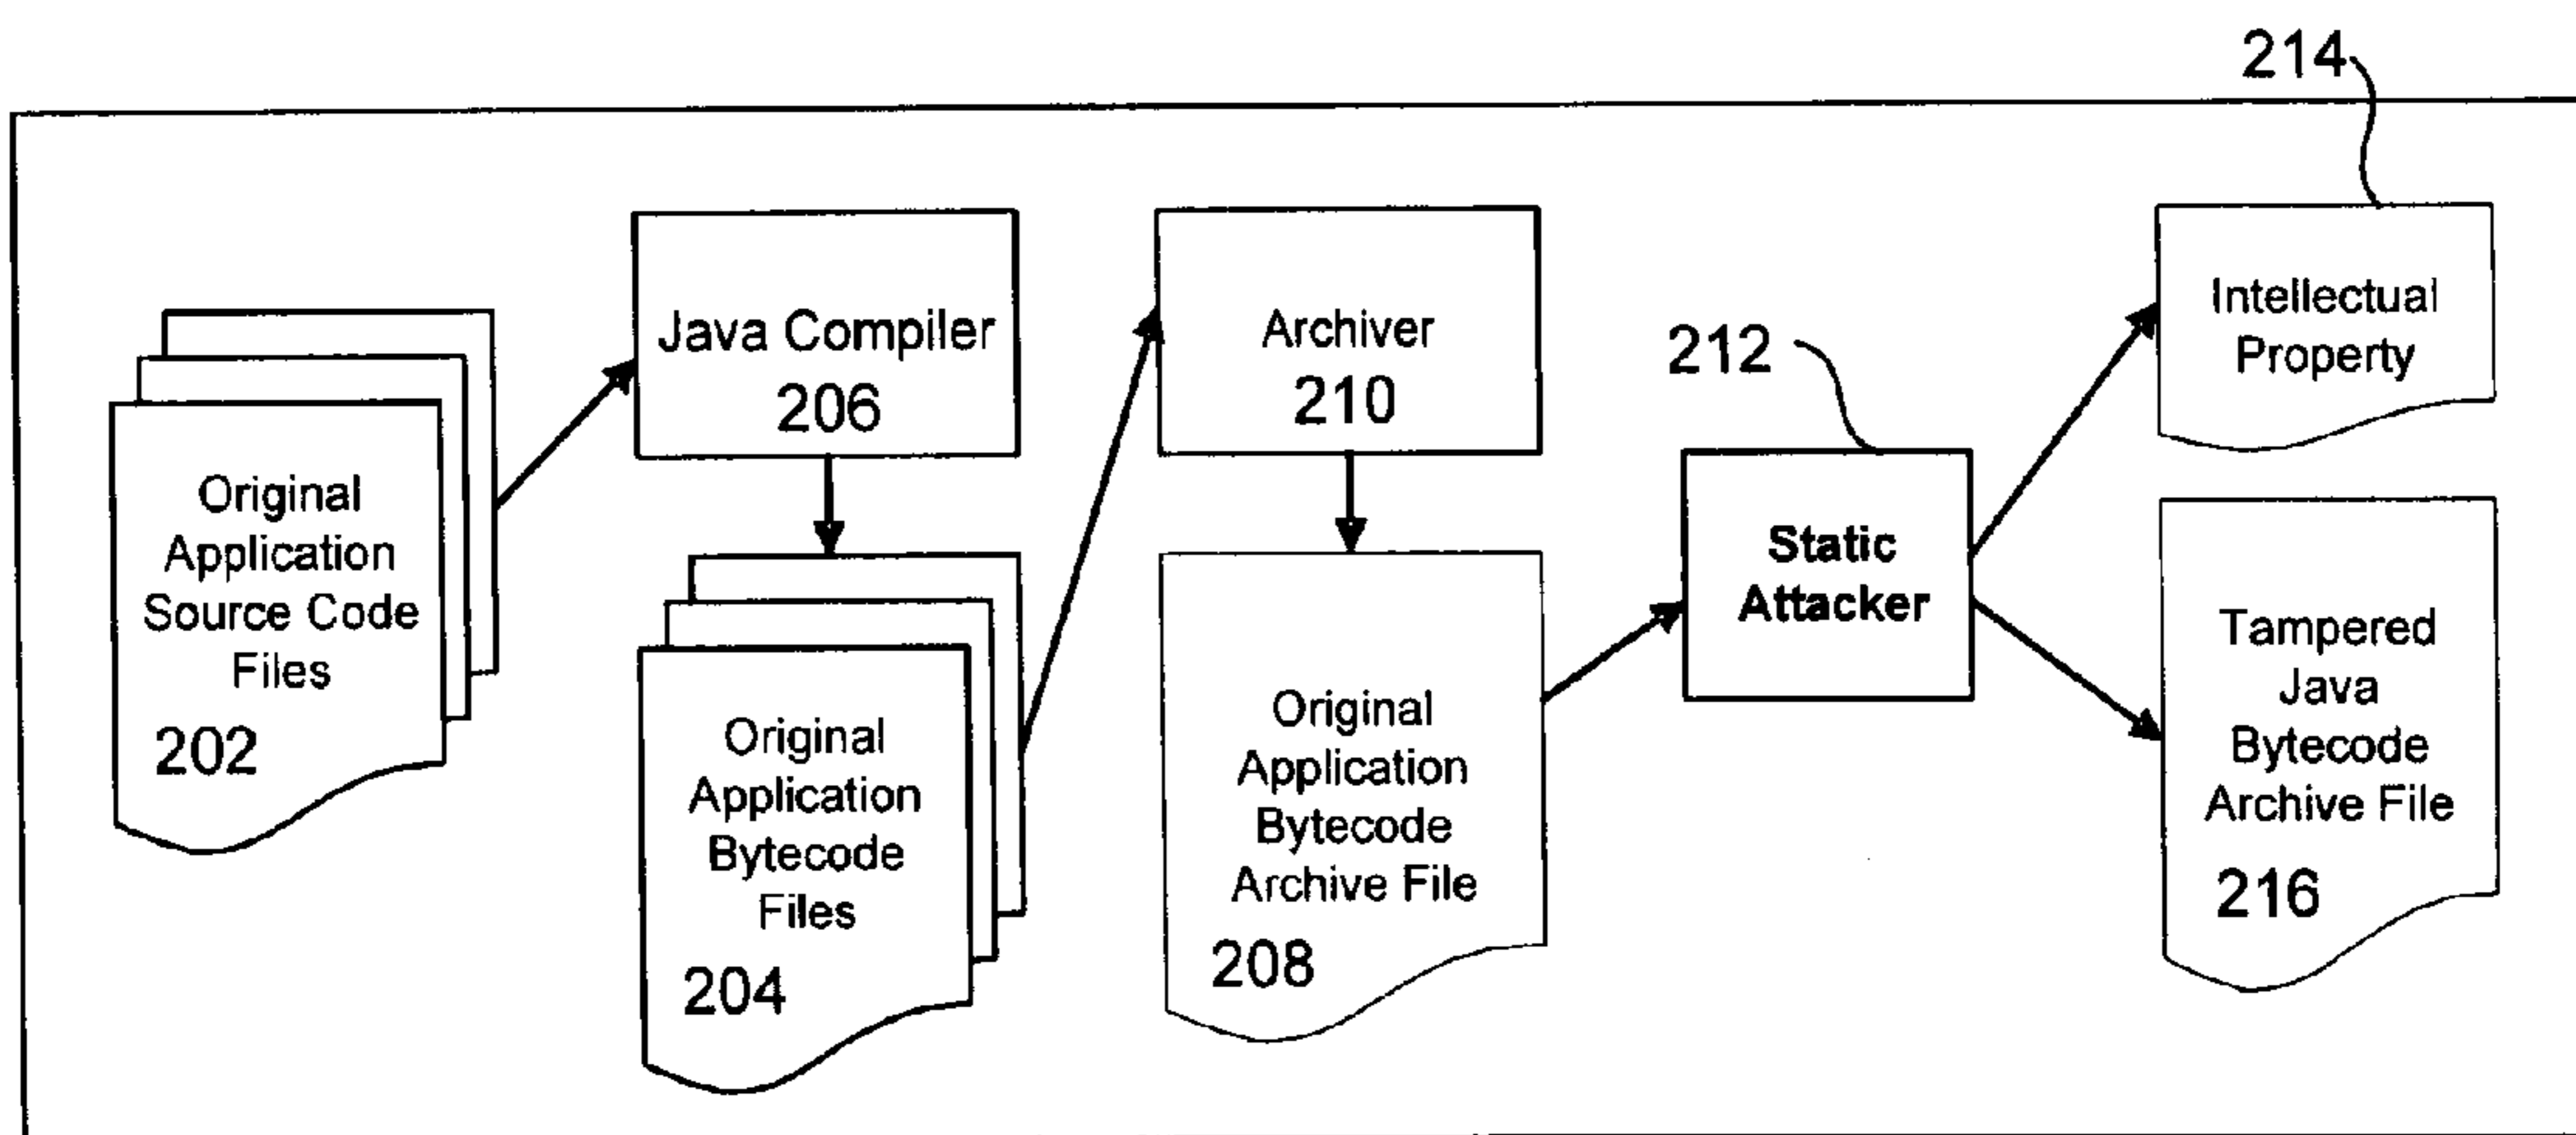 214
Java Compiler
206
Archiver
210
212
Intellectual
Property
Original
Application
Source Code
Files
202
Original
Application
Bytecode
Files
204
Original
Application
Bytecode
Archive File
208
Static
Attacker
Tampered
Java
Bytecode
Archive File
216